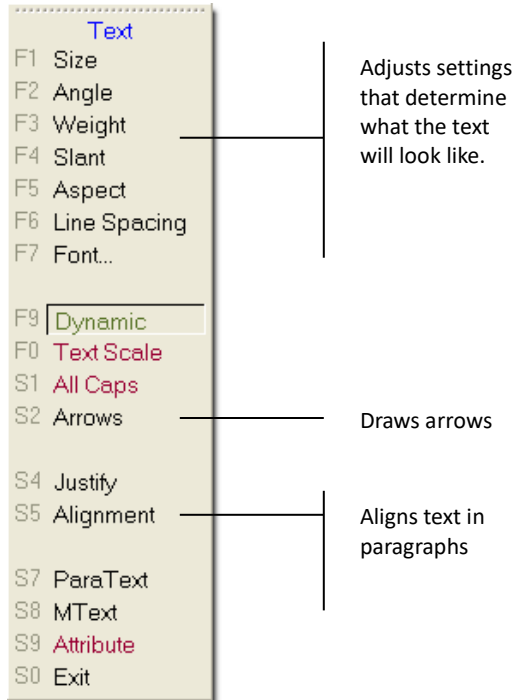 Text
F1 Size
F2 Angle
F3 Weight
F4 Slant
F5 Aspect
F6 Line Spacing
F7 Font...
F9 Dynamic
F0 Text Scale
S1 All Caps
S2 Arrows
S4 Justify
S5 Alignment
S7 ParaText
S8 MText
S9 Attribute
S0 Exit
Adjusts settings
that determine
what the text
will look like.
Draws arrows
Aligns text in
paragraphs